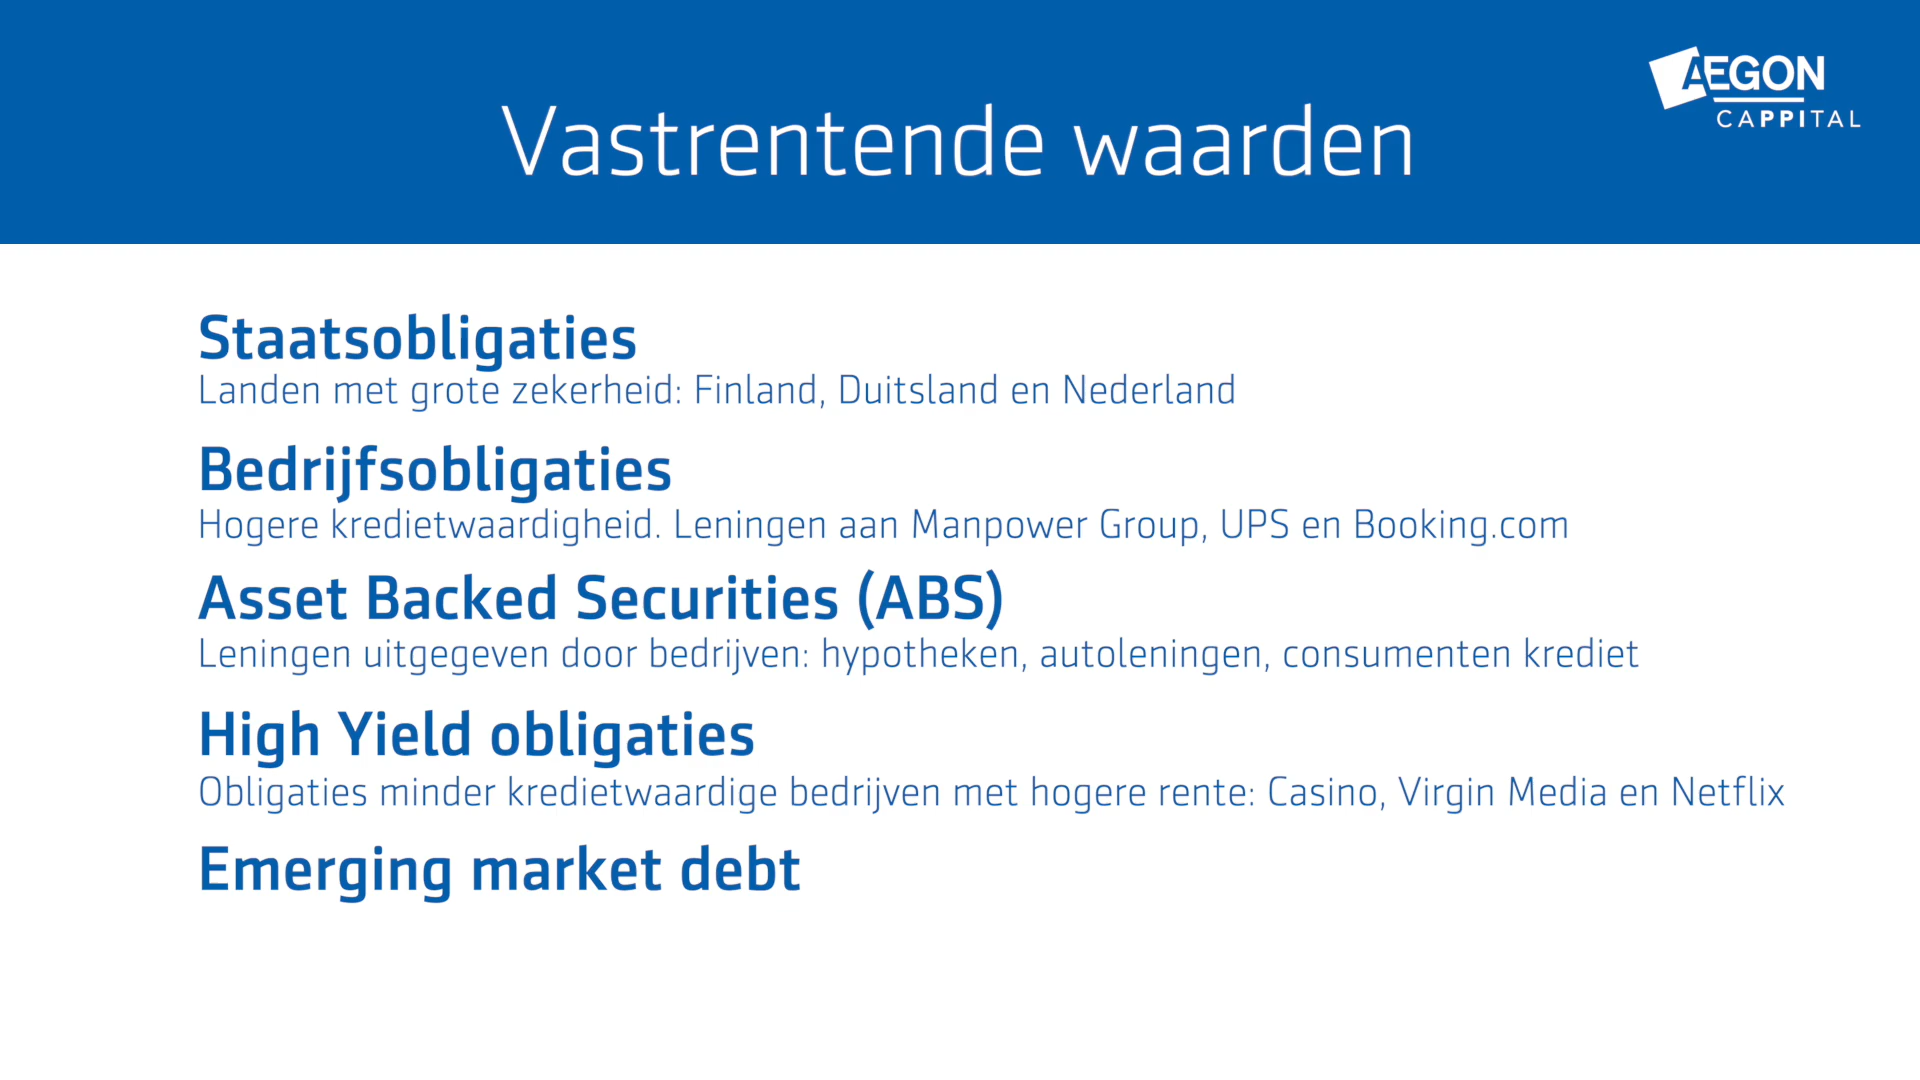 AEGON
CAPPITAL
Vastrentende waarden
Staatsobligaties
Landen met grote zekerheid: Finland, Duitsland en Nederland
Bedrijfsobligaties
Hogere kredietwaardigheid. Leningen aan Manpower Group, UPS en Booking.com
Asset Backed Securities (ABS)
Leningen uitgegeven door bedrijven: hypotheken, autoleningen, consumenten krediet
High Yield obligaties
Obligaties minder kredietwaardige bedrijven met hogere rente: Casino, Virgin Media en Netflix
Emerging market debt